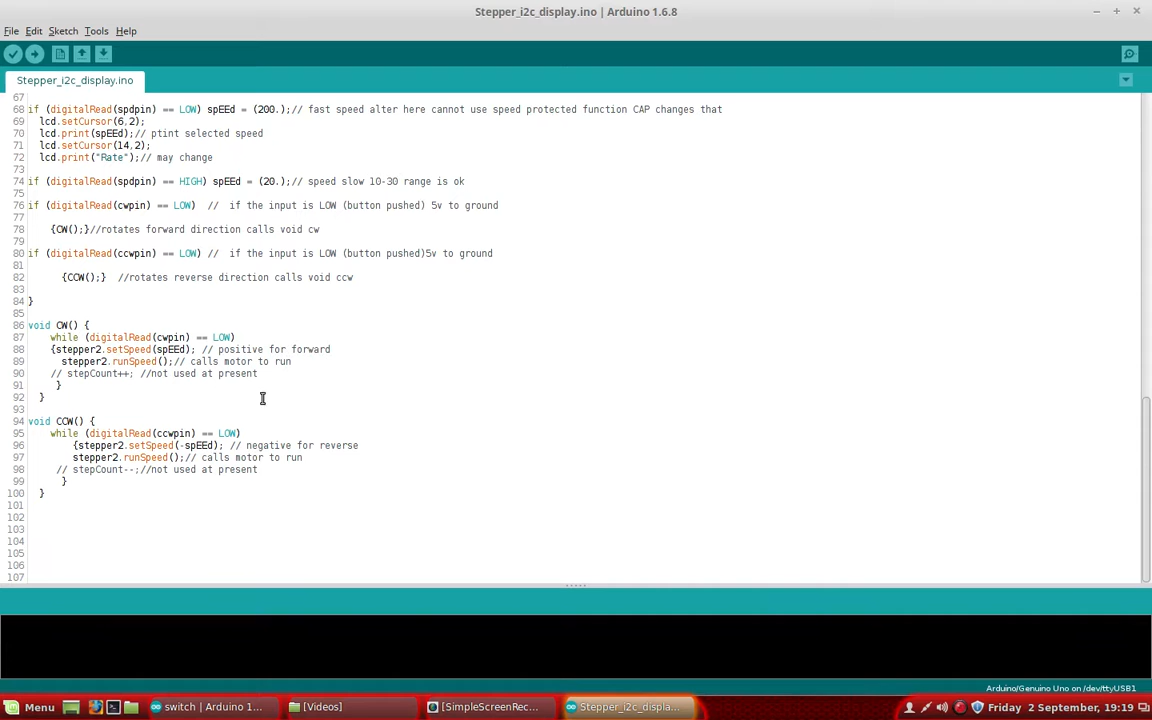 Stepper_i2c_display.ino | Arduino 1.6.8
File Edit Sketch Tools Help
Stepper_i2c_display.ino
67
68 if (digitalRead(spdpin) == LOW) spEEd = (200.);// fast speed alter here cannot use speed protected function CAP changes that
69 lcd.setCursor(6,2);
70 lcd.print(spEEd);// ptint selected speed
71 lcd.setCursor(14,2);
72 lcd.print("Rate");// may change
73
74 if (digitalRead(spdpin) == HIGH) spEEd = (20.);// speed slow 10-30 range is ok
75
76 if (digitalRead(cwpin) == LOW) // if the input is LOW (button pushed) 5v to ground
77
78 {CW();}//rotates forward direction calls void cw
79
80 if (digitalRead(ccwpin) == LOW) // if the input is LOW (button pushed)5v to ground
81
82 {CCW();} //rotates reverse direction calls void ccw
83
84 }
85
86 void CW() {
87 while (digitalRead(cwpin) == LOW)
88 {stepper2.setSpeed(spEEd); // positive for forward
89 stepper2.runSpeed();// calls motor to run
90 // stepCount++; //not used at present
91 }
92 }
93
94 void CCW() {
95 while (digitalRead(ccwpin) == LOW)
96 {stepper2.setSpeed(-spEEd); // negative for reverse
97 stepper2.runSpeed();// calls motor to run
98 // stepCount--;//not used at present
99 }
100 }
101
102
103
104
105
106
107
Arduino/Genuino Uno on /dev/ttyUSB1
Menu switch | Arduino 1... [Videos] [SimpleScreenRec... Stepper_i2c_displa... Friday 2 September, 19:19